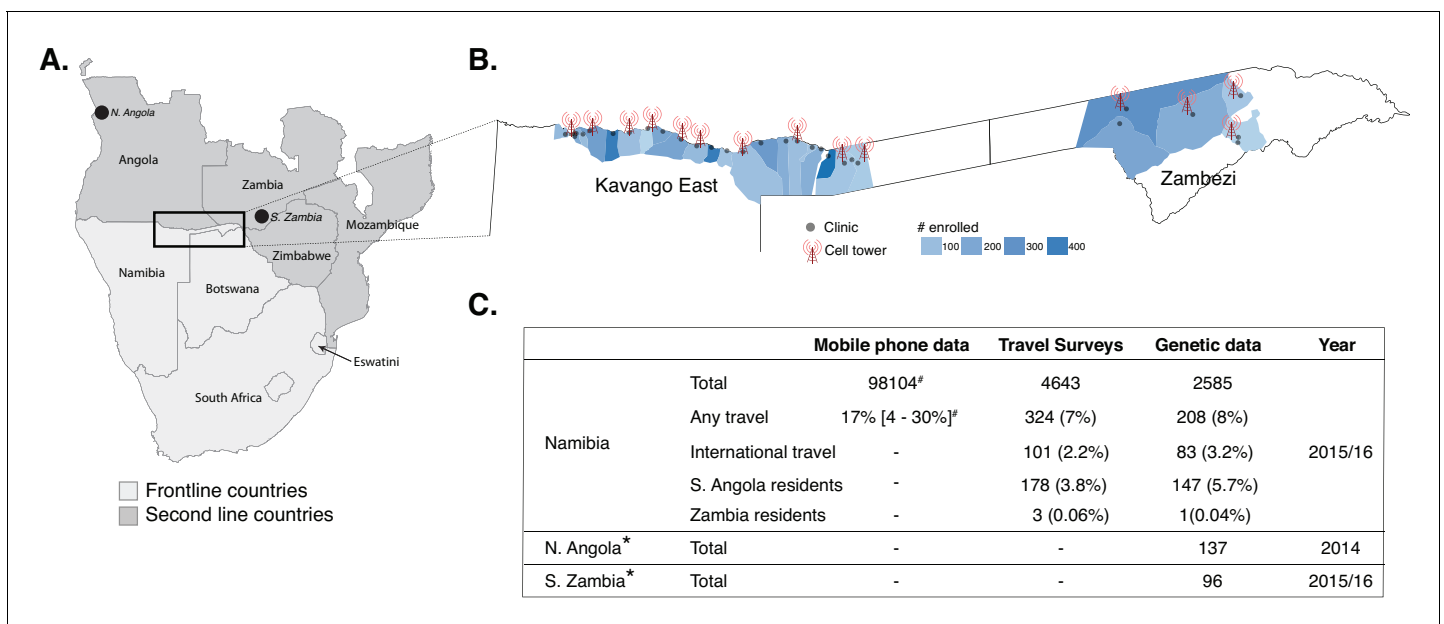 A.
N. Angola
Angola
Zambia
S. Zambia
Mozambique
Zimbabwe
Namibia
Botswana
Eswatini
South Africa
Frontline countries
Second line countries
B.
Kavango East
Zambezi
Clinic
Cell tower
# enrolled
100 200 300 400
C.
Mobile phone data Travel Surveys Genetic data Year
Total 98104# 4643 2585
Any travel 17% [4 - 30%]# 324 (7%) 208 (8%)
Namibia International travel - 101 (2.2%) 83 (3.2%) 2015/16
S. Angola residents - 178 (3.8%) 147 (5.7%)
Zambia residents - 3 (0.06%) 1(0.04%)
N. Angola* Total - - 137 2014
S. Zambia* Total - - 96 2015/16